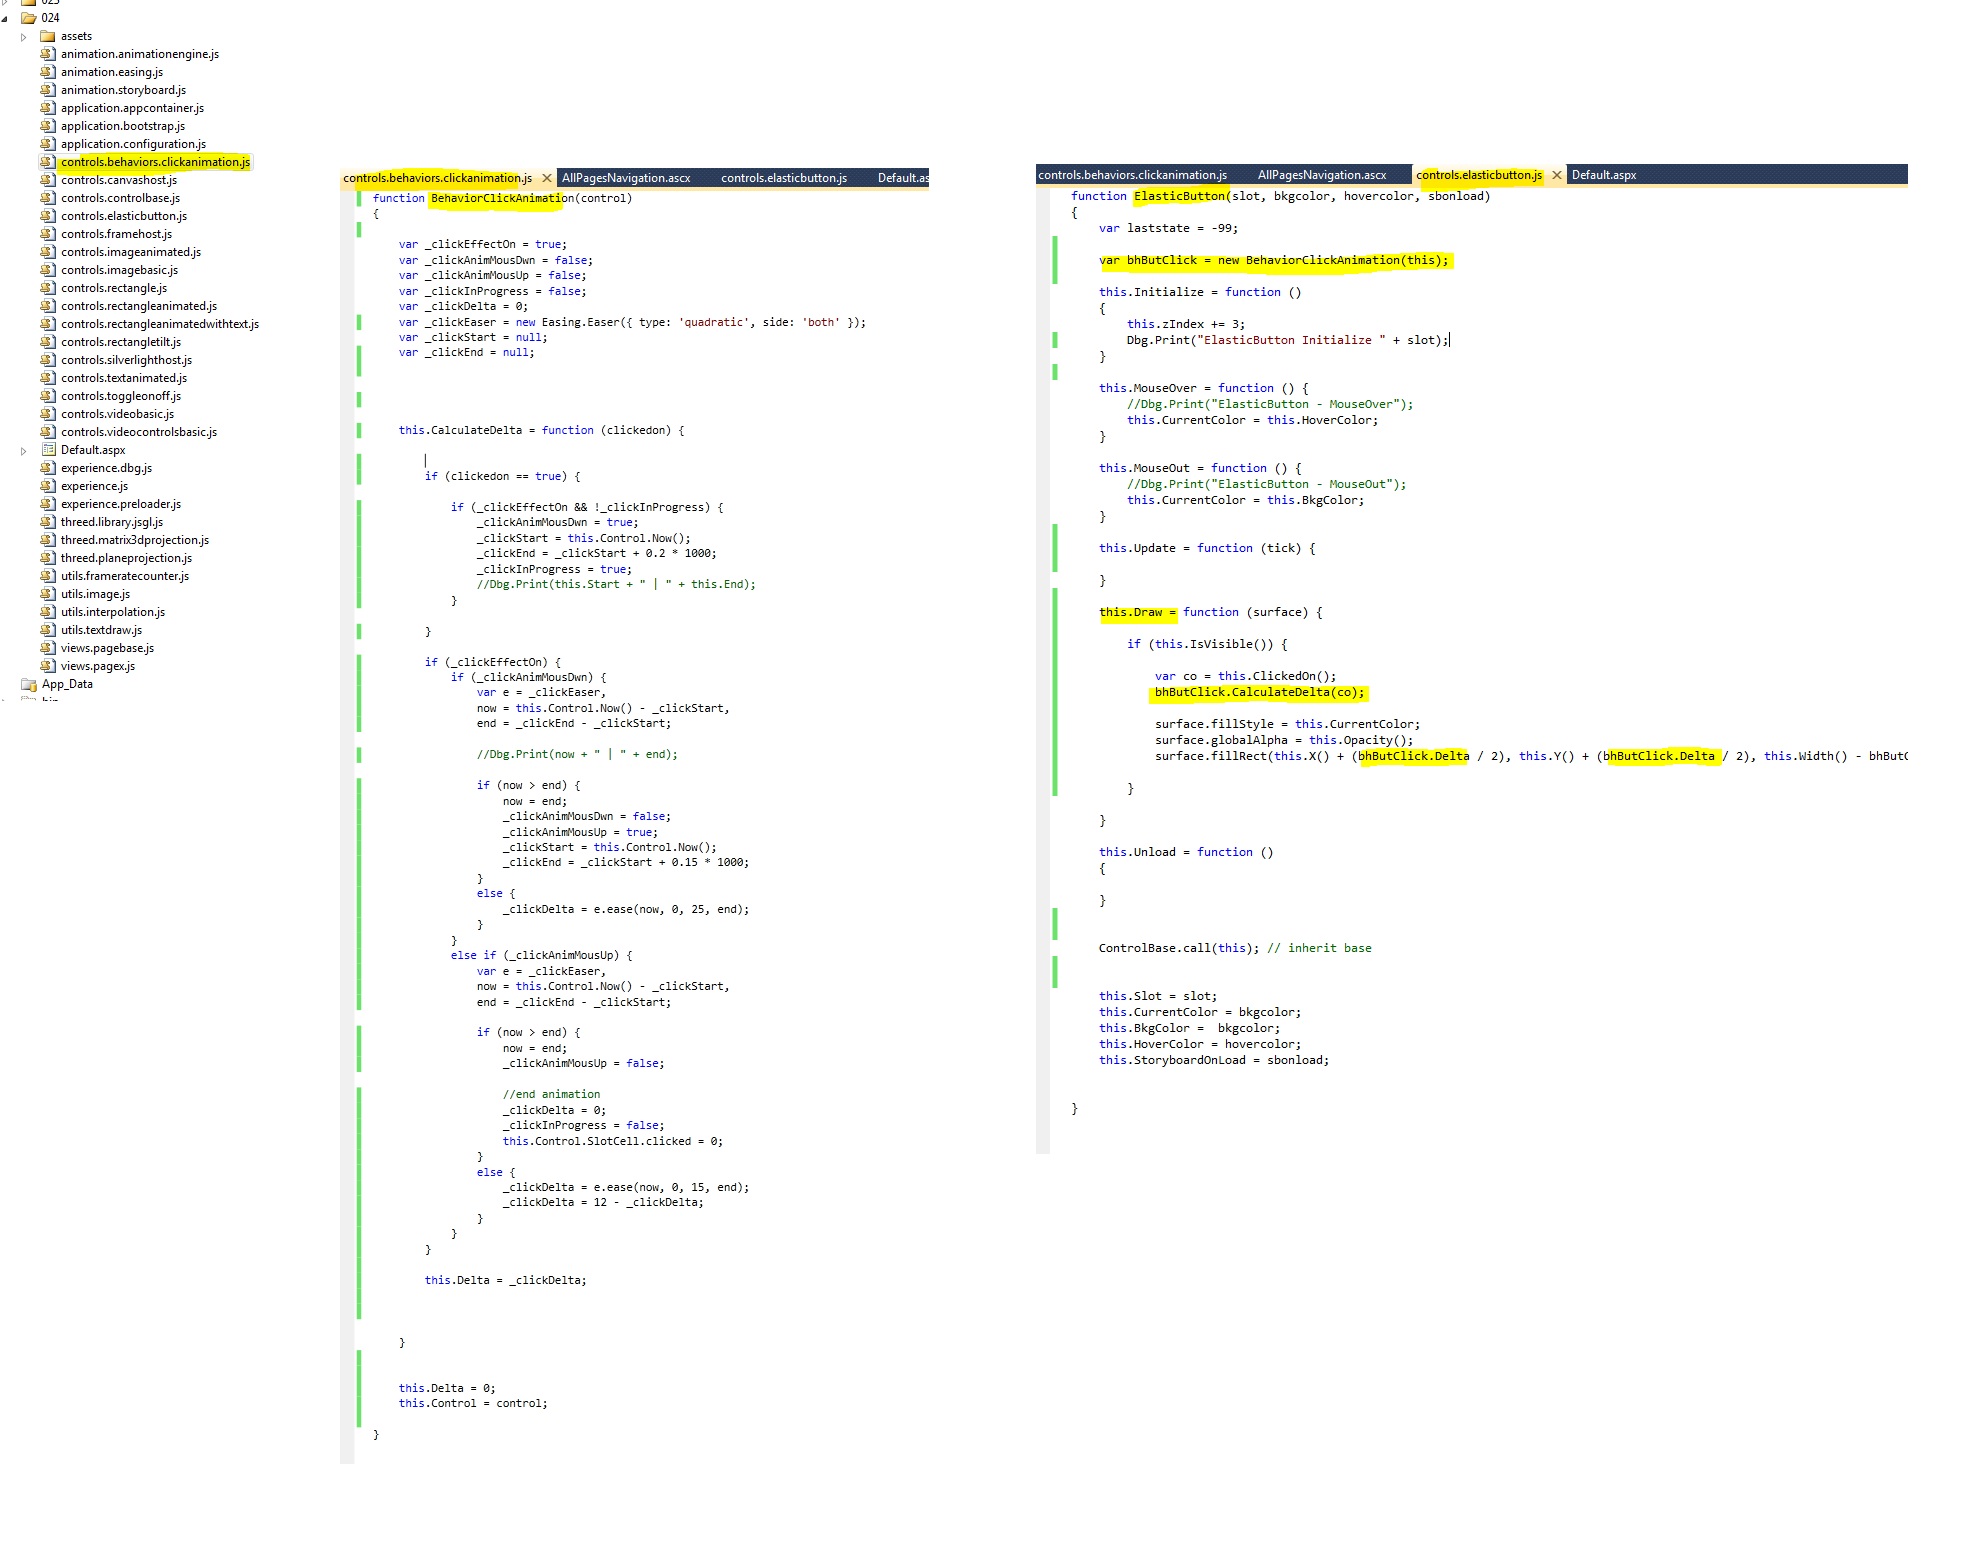 024
assets
animation.animationengine.js
animation.easing.js
animation.storyboard.js
application.appcontainer.js
application.bootstrap.js
application.configuration.js
controls.behaviors.clickanimation.js
controls.canvashost.js
controls.controlbase.js
controls.elasticbutton.js
controls.framehost.js
controls.imageanimated.js
controls.imagebasic.js
controls.rectangle.js
controls.rectangleanimated.js
controls.rectangleanimatedwithtext.js
controls.rectangletilt.js
controls.silverlighthost.js
controls.textanimated.js
controls.toggleonoff.js
controls.videobasic.js
controls.videocontrolsbasic.js
Default.aspx
experience.dbg.js
experience.js
experience.preloader.js
threed.library.jsgl.js
threed.matrix3dprojection.js
threed.planeprojection.js
utils.frameratecounter.js
utils.image.js
utils.interpolation.js
utils.textdraw.js
views.pagebase.js
views.pagex.js
App_Data
controls.behaviors.clickanimation.js AllPagesNavigation.ascx controls.elasticbutton.js Default.as
function BehaviorClickAnimation(control)
{
var _clickEffectOn = true;
var _clickAnimMousDwn = false;
var _clickAnimMousUp = false;
var _clickInProgress = false;
var _clickDelta = 0;
var _clickEaser = new Easing.Easer({ type: 'quadratic', side: 'both' });
var _clickStart = null;
var _clickEnd = null;
this.CalculateDelta = function (clickedon) {
if (clickedon == true) {
if (_clickEffectOn && !_clickInProgress) {
_clickAnimMousDwn = true;
_clickStart = this.Control.Now();
_clickEnd = _clickStart + 0.2 * 1000;
_clickInProgress = true;
//Dbg.Print(this.Start + " | " + this.End);
}
}
if (_clickEffectOn) {
if (_clickAnimMousDwn) {
var e = _clickEaser,
now = this.Control.Now() - _clickStart,
end = _clickEnd - _clickStart;
//Dbg.Print(now + " | " + end);
if (now > end) {
now = end;
_clickAnimMousDwn = false;
_clickAnimMousUp = true;
_clickStart = this.Control.Now();
_clickEnd = _clickStart + 0.15 * 1000;
}
else {
_clickDelta = e.ease(now, 0, 25, end);
}
}
else if (_clickAnimMousUp) {
var e = _clickEaser,
now = this.Control.Now() - _clickStart,
end = _clickEnd - _clickStart;
if (now > end) {
now = end;
_clickAnimMousUp = false;
//end animation
_clickDelta = 0;
_clickInProgress = false;
this.Control.SlotCell.clicked = 0;
}
else {
_clickDelta = e.ease(now, 0, 15, end);
_clickDelta = 12 - _clickDelta;
}
}
}
this.Delta = _clickDelta;
}
this.Delta = 0;
this.Control = control;
}
controls.behaviors.clickanimation.js AllPagesNavigation.ascx controls.elasticbutton.js Default.aspx
function ElasticButton(slot, bkgcolor, hovercolor, sbonload)
{
var laststate = -99;
var bhButClick = new BehaviorClickAnimation(this);
this.Initialize = function ()
{
this.zIndex += 3;
Dbg.Print("ElasticButton Initialize " + slot);
}
this.MouseOver = function () {
//Dbg.Print("ElasticButton - MouseOver");
this.CurrentColor = this.HoverColor;
}
this.MouseOut = function () {
//Dbg.Print("ElasticButton - MouseOut");
this.CurrentColor = this.BkgColor;
}
this.Update = function (tick) {
}
this.Draw = function (surface) {
if (this.IsVisible()) {
var co = this.ClickedOn();
bhButClick.CalculateDelta(co);
surface.fillStyle = this.CurrentColor;
surface.globalAlpha = this.Opacity();
surface.fillRect(this.X() + (bhButClick.Delta / 2), this.Y() + (bhButClick.Delta / 2), this.Width() - bhButC
}
}
this.Unload = function ()
{
}
ControlBase.call(this); // inherit base
this.Slot = slot;
this.CurrentColor = bkgcolor;
this.BkgColor =  bkgcolor;
this.HoverColor = hovercolor;
this.StoryboardOnLoad = sbonload;
}